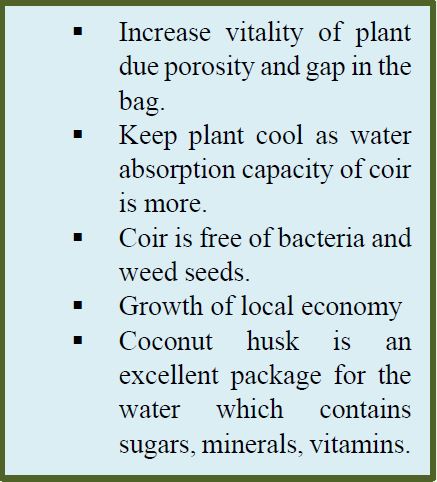 ▪ Increase vitality of plant
due porosity and gap in the
bag.
▪ Keep plant cool as water
absorption capacity of coir
is more.
▪ Coir is free of bacteria and
weed seeds.
▪ Growth of local economy
▪ Coconut husk is an
excellent package for the
water which contains
sugars, minerals, vitamins.